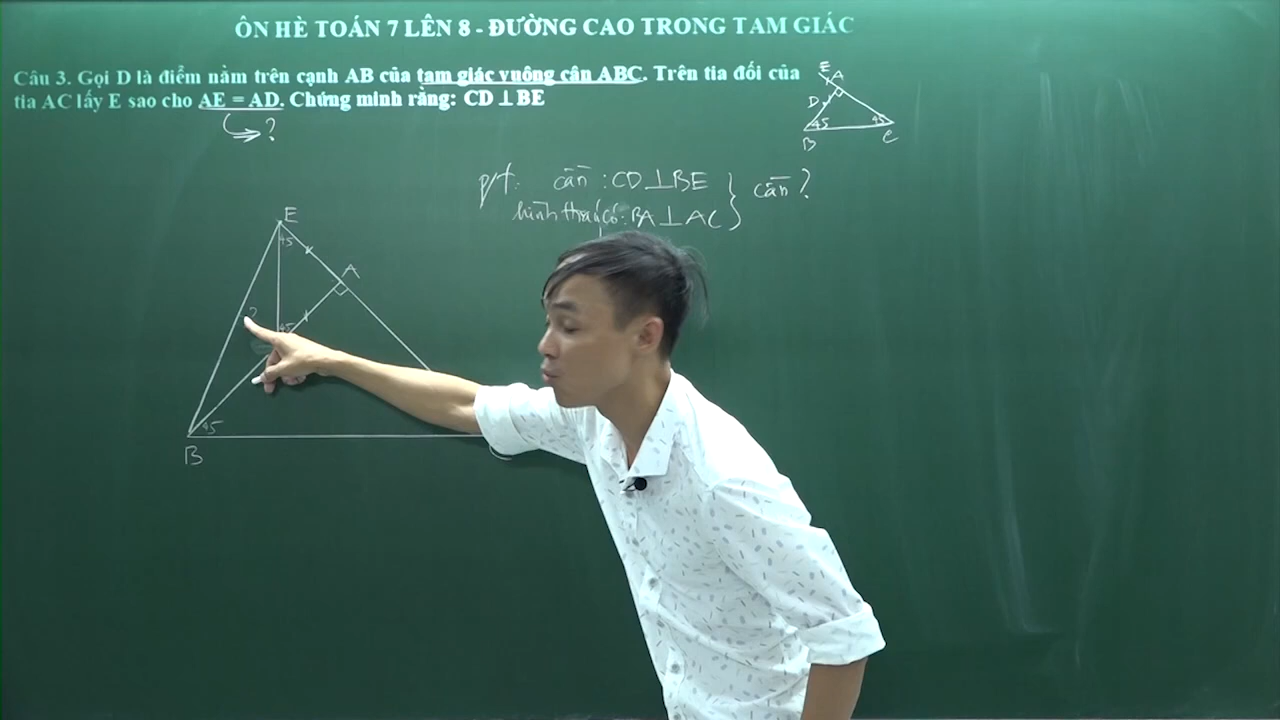 ÔN HÈ TOÁN 7 LÊN 8 - ĐƯỜNG CAO TRONG TAM GIÁC
Câu 3. Gọi D là điểm nằm trên cạnh AB của tam giác vuông cân ABC. Trên tia đối của
tia AC lấy E sao cho AE = AD. Chứng minh rằng: CD ⊥ BE
?
E
A
D
45
45
B
C
p/t: cần : CD ⊥ BE
hình thấy có: BA ⊥ AC
cần ?
E
45
A
?
45
45
B